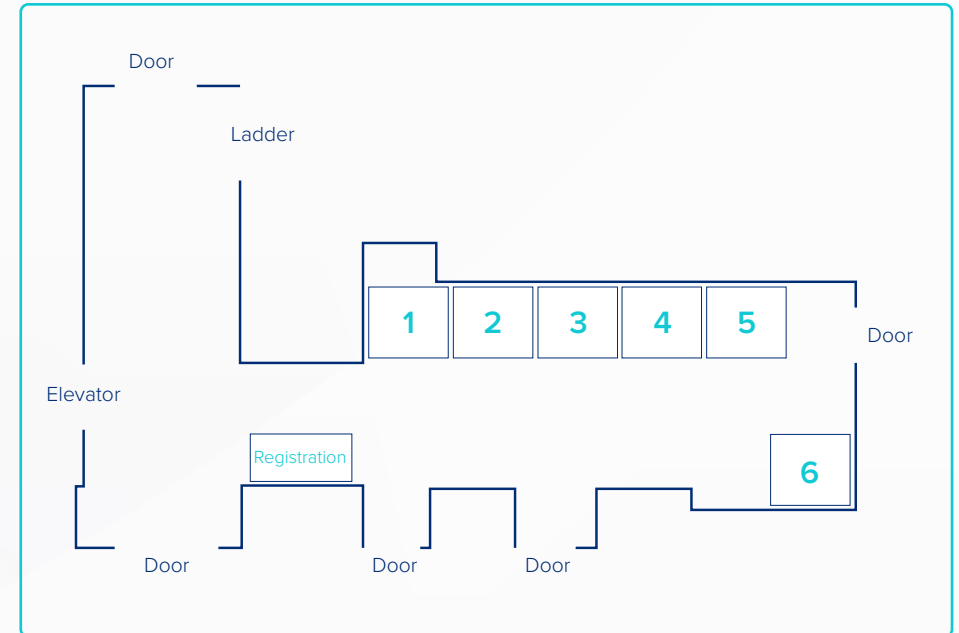 Door
Ladder
1
2
3
4
5
Door
Elevator
Registration
6
Door
Door
Door